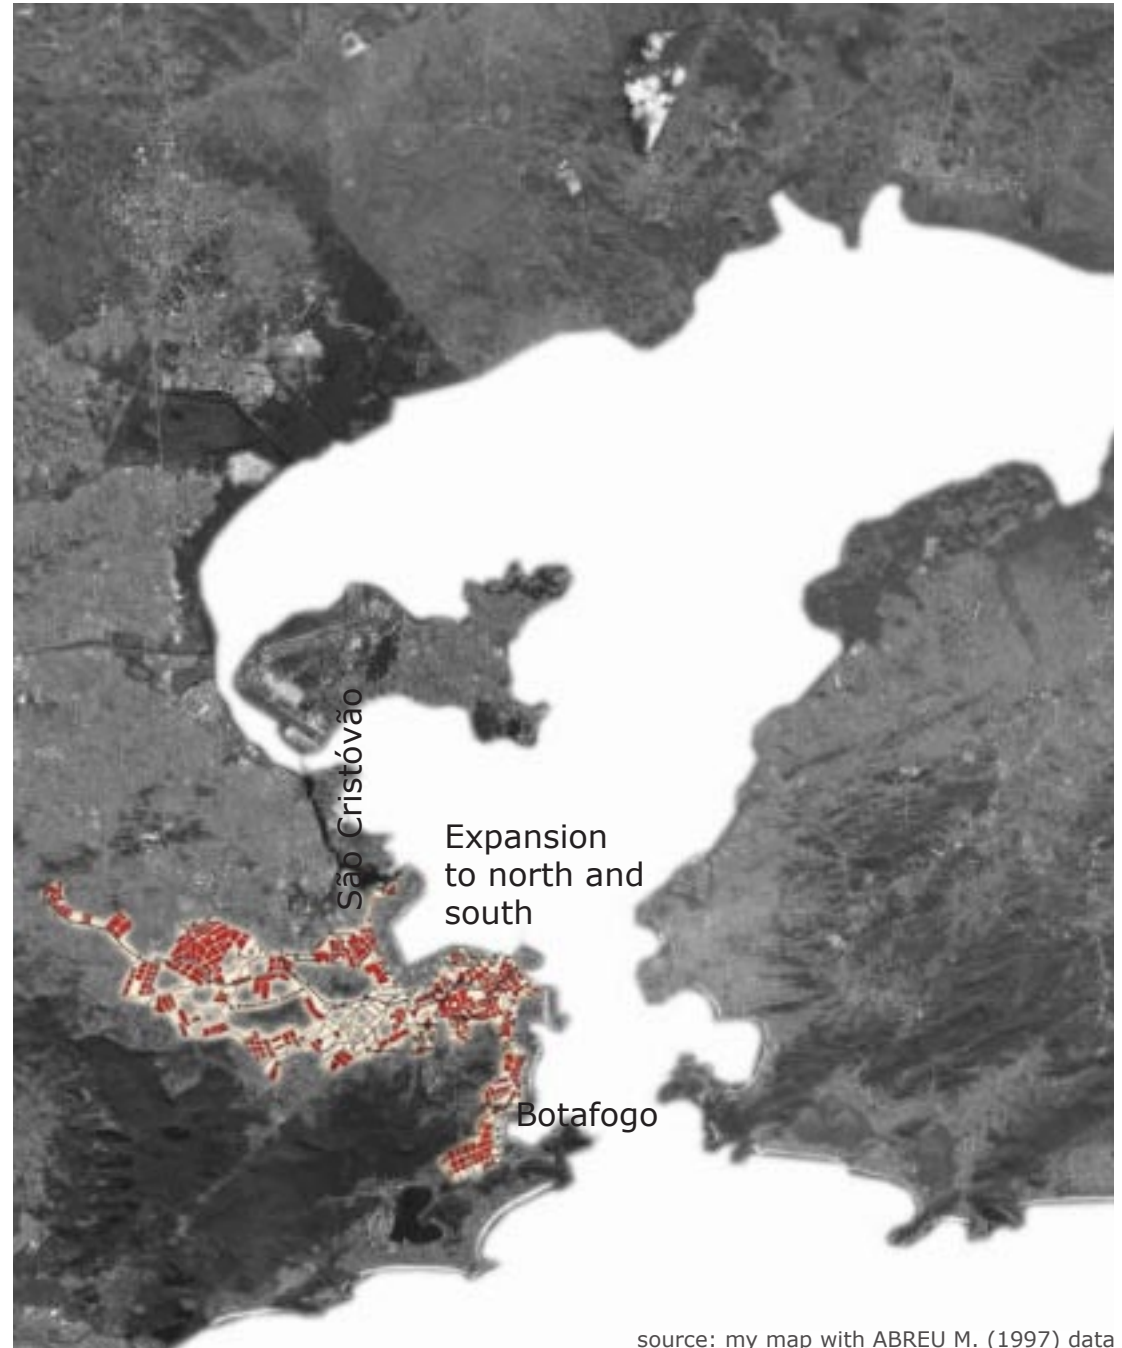 São Cristóvão
Expansion
to north and
south
Botafogo
source: my map with ABREU M. (1997) data